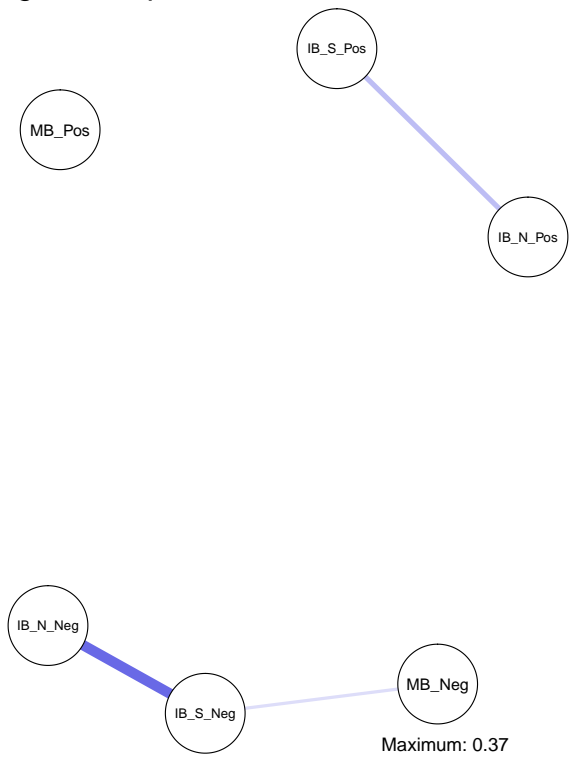 IB_S_Pos
MB_Pos
IB_N_Pos
IB_N_Neg
MB_Neg
IB_S_Neg
Maximum: 0.37